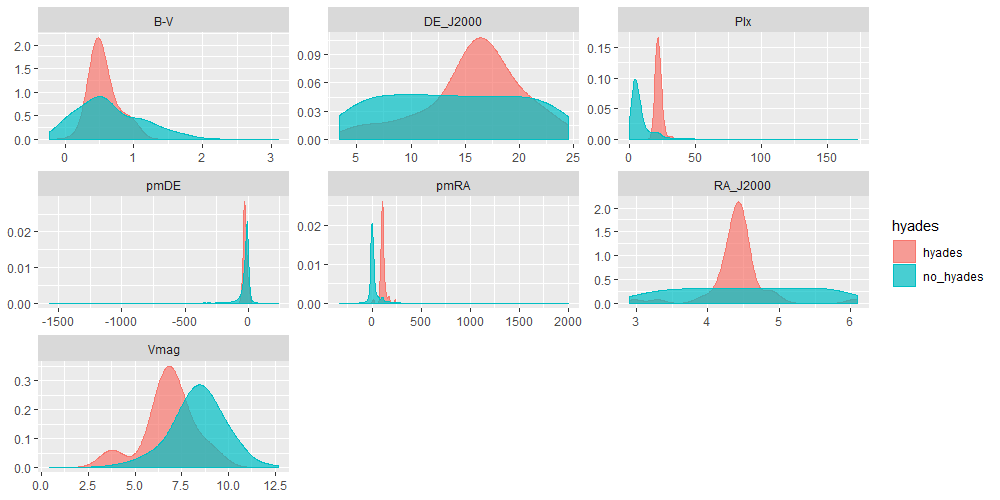 B-V
DE_J2000
Plx
2.0
1.5
1.0
0.5
0.0
0.09
0.06
0.03
0.00
0.15
0.10
0.05
0.00
0 1 2 3
5 10 15 20 25
0 50 100 150
pmDE
pmRA
RA_J2000
0.02
0.01
0.00
0.02
0.01
0.00
2.0
1.5
1.0
0.5
0.0
-1500 -1000 -500 0
0 500 1000 1500 2000
3 4 5 6
hyades
hyades
no_hyades
Vmag
0.3
0.2
0.1
0.0
0.0 2.5 5.0 7.5 10.0 12.5